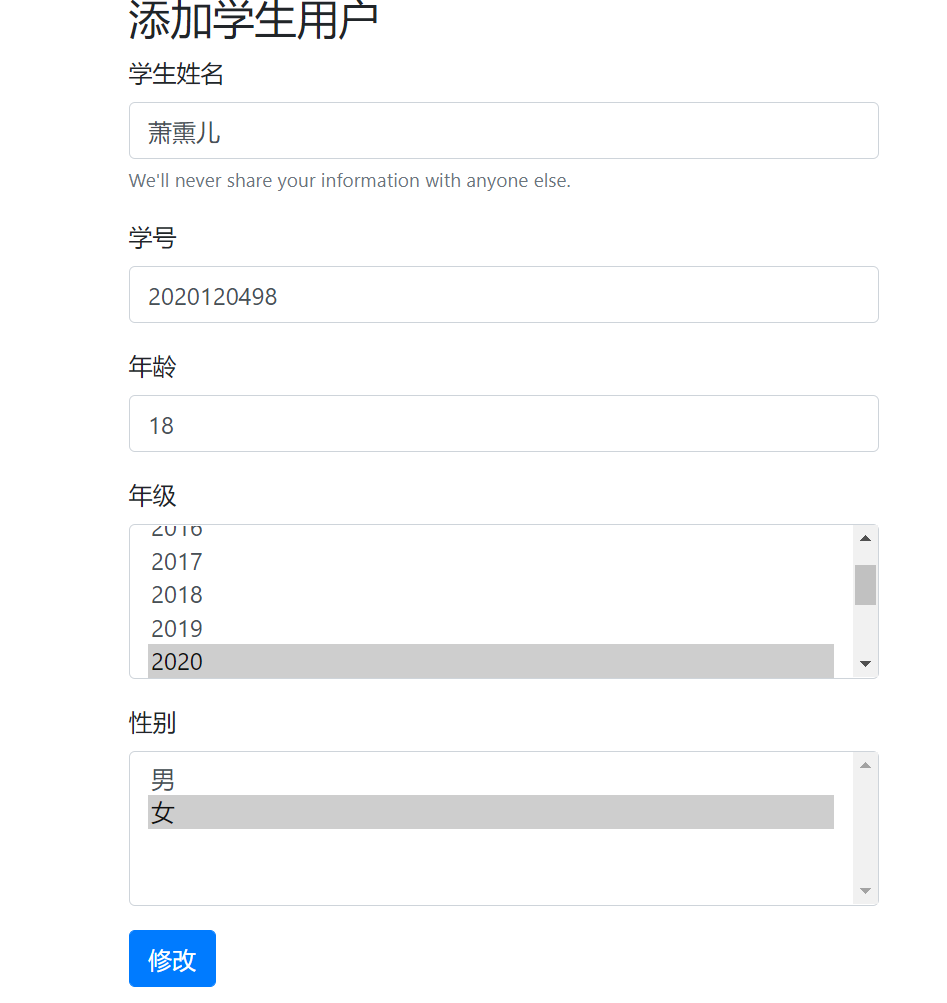 添加学生用户
学生姓名
萧熏儿
We'll never share your information with anyone else.
学号
2020120498
年龄
18
年级
2016
2017
2018
2019
2020
性别
男
女
修改